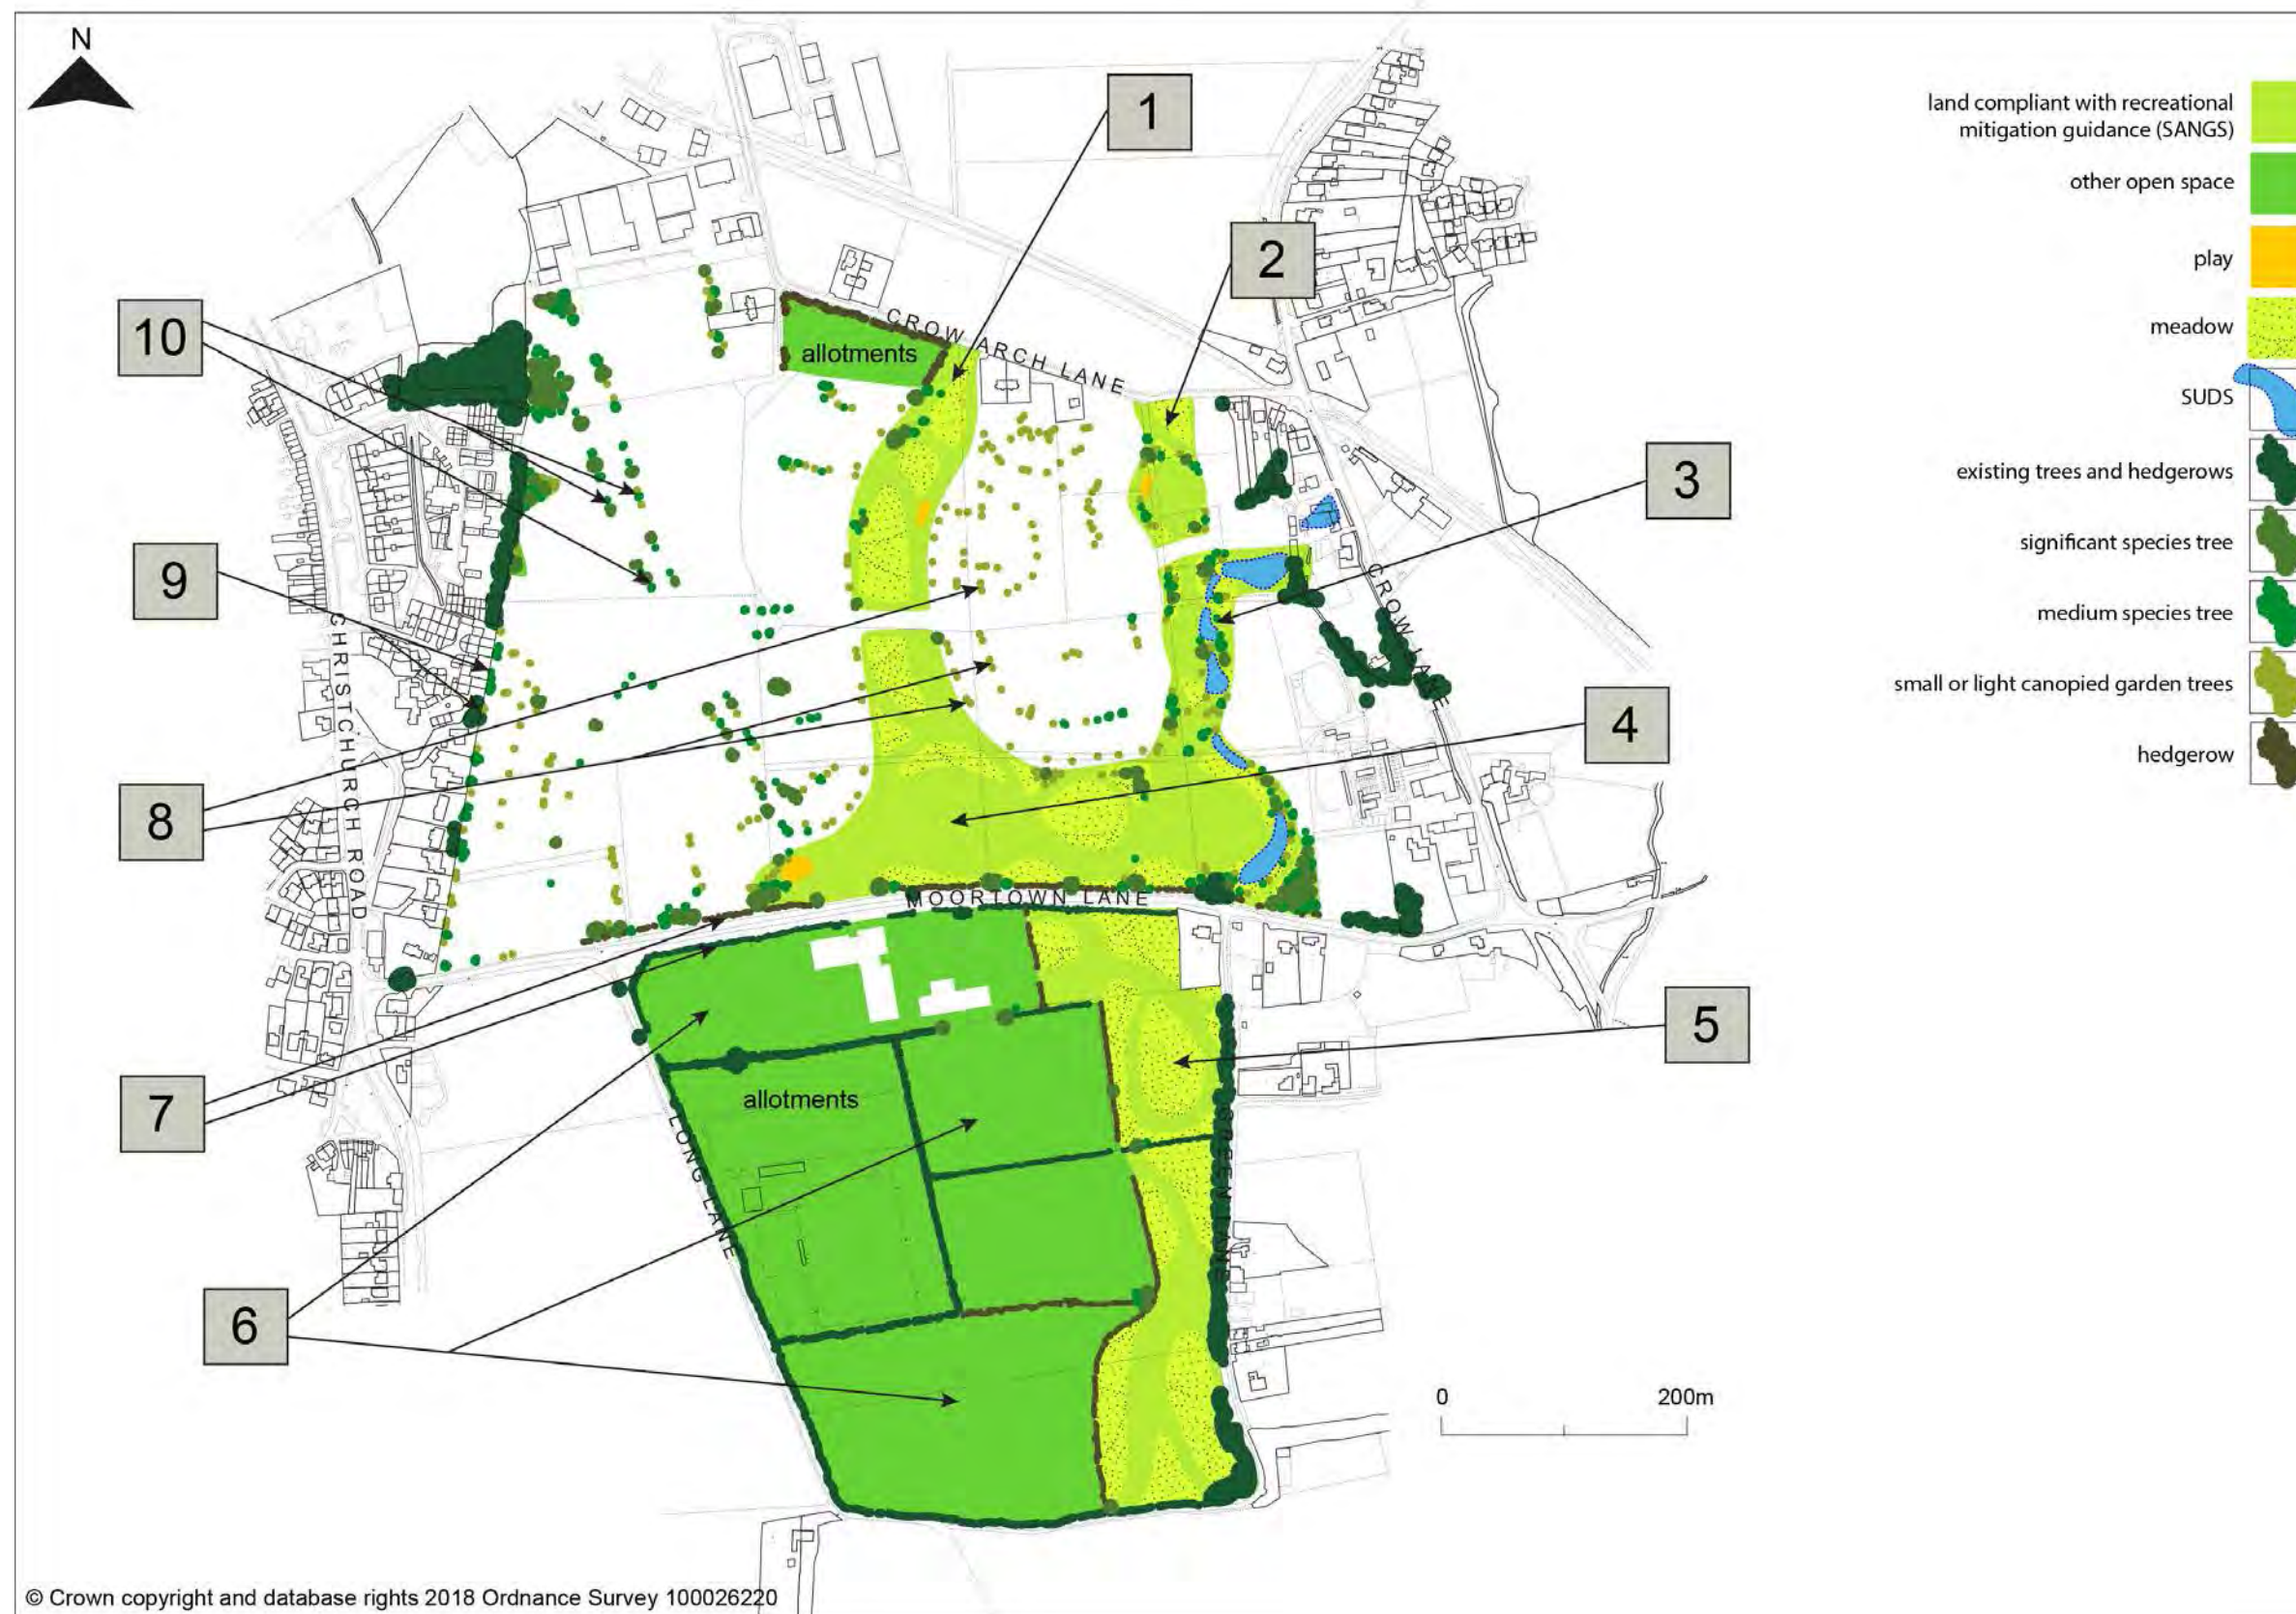 N
1
2
3
4
5
6
7
8
9
10
land compliant with recreational
mitigation guidance (SANGS)
other open space
play
meadow
SUDS
existing trees and hedgerows
significant species tree
medium species tree
small or light canopied garden trees
hedgerow
CROW ARCH LANE
allotments
CROW LANE
CHRISTCHURCH ROAD
MOORTOWN LANE
allotments
LONG LANE
GREEN LANE
0 200m
© Crown copyright and database rights 2018 Ordnance Survey 100026220